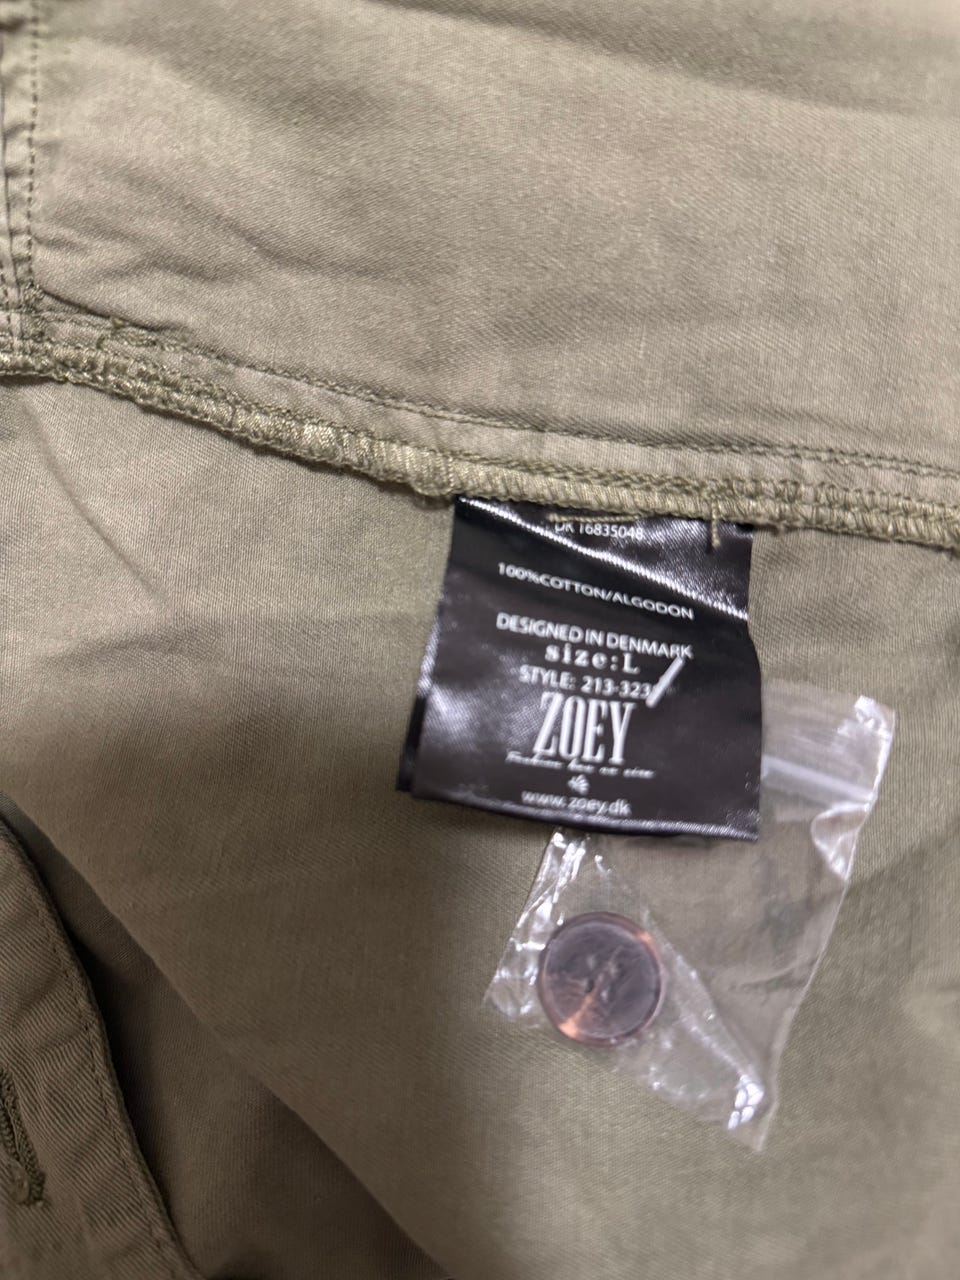 DK 16835048
100%COTTON/ALGODON
DESIGNED IN DENMARK
size:L
STYLE: 213-323
ZOEY
www.zoey.dk